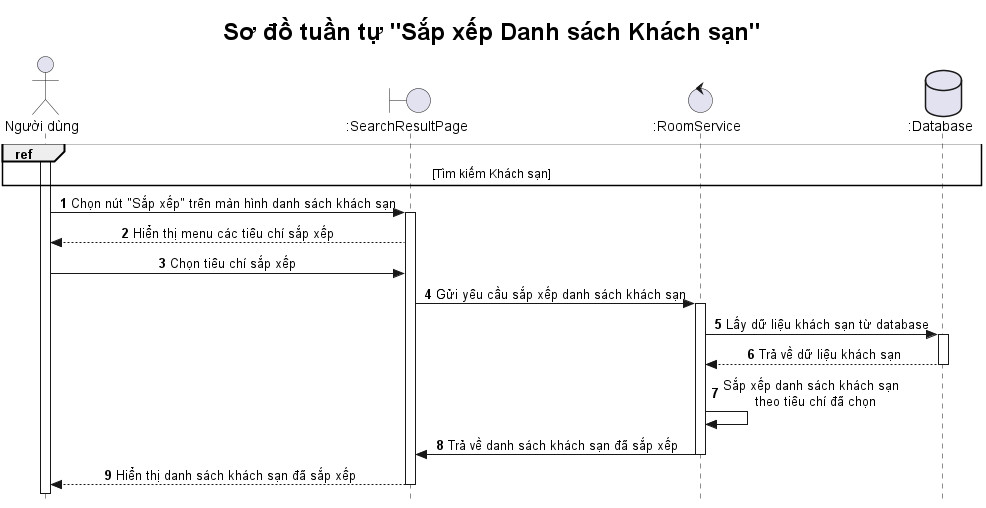 Sơ đồ tuần tự "Sắp xếp Danh sách Khách sạn"
Người dùng
:SearchResultPage
:RoomService
:Database
ref
[Tìm kiếm Khách sạn]
1 Chọn nút "Sắp xếp" trên màn hình danh sách khách sạn
2 Hiển thị menu các tiêu chí sắp xếp
3 Chọn tiêu chí sắp xếp
4 Gửi yêu cầu sắp xếp danh sách khách sạn
5 Lấy dữ liệu khách sạn từ database
6 Trả về dữ liệu khách sạn
7 Sắp xếp danh sách khách sạn
theo tiêu chí đã chọn
8 Trả về danh sách khách sạn đã sắp xếp
9 Hiển thị danh sách khách sạn đã sắp xếp